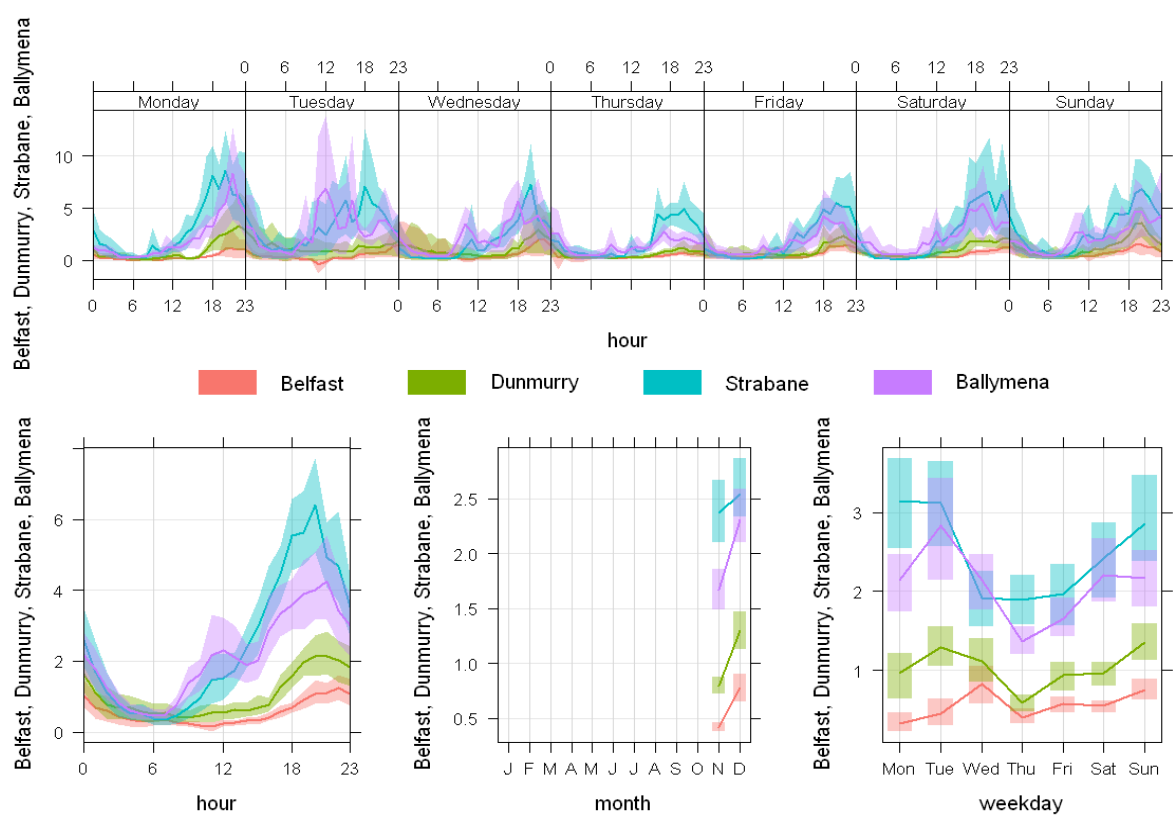 0 6 12 18 23 0 6 12 18 23 0 6 12 18 23
Monday Tuesday Wednesday Thursday Friday Saturday Sunday
Belfast, Dunmurry, Strabane, Ballymena
10
5
0
0 6 12 18 0 6 12 18 23 0 6 12 18 23 0 6 12 18 23
hour
Belfast Dunmurry Strabane Ballymena
Belfast, Dunmurry, Strabane, Ballymena
6
4
2
0
0 6 12 18 23
hour
Belfast, Dunmurry, Strabane, Ballymena
2.5
2.0
1.5
1.0
0.5
J F M A M J J A S O N D
month
Belfast, Dunmurry, Strabane, Ballymena
3
2
1
Mon Tue Wed Thu Fri Sat Sun
weekday